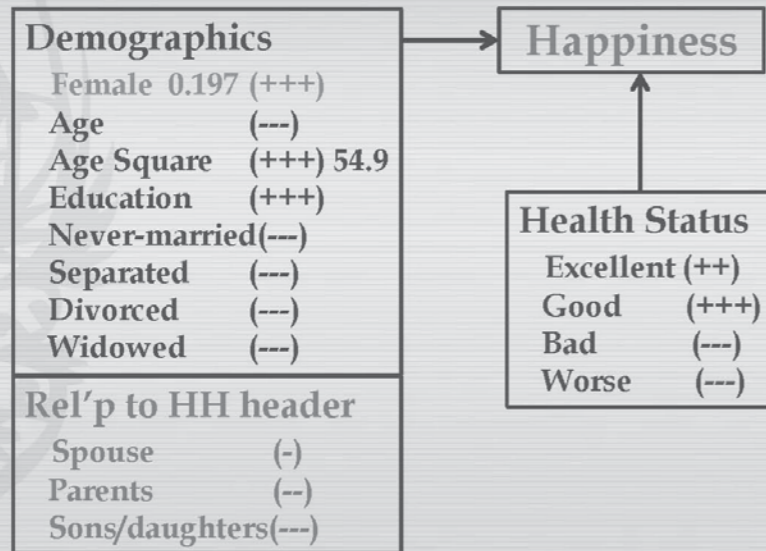 Demographics
Female 0.197 (+++)
Age (---)
Age Square (+++) 54.9
Education (+++)
Never-married(---)
Separated (---)
Divorced (---)
Widowed (---)
Rel'p to HH header
Spouse (-)
Parents (--)
Sons/daughters(---)
Happiness
Health Status
Excellent (++)
Good (+++)
Bad (---)
Worse (---)